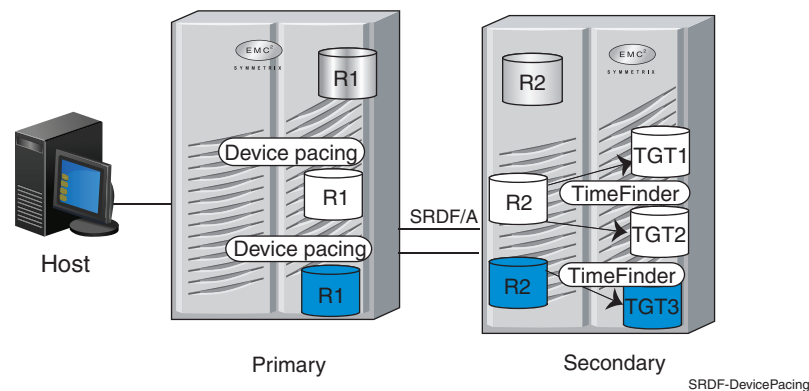 EMC²
SYMMETRIX
R1
Device pacing
R1
Device pacing
R1
Host
Primary
SRDF/A
EMC²
SYMMETRIX
R2
TGT1
TimeFinder
R2
TGT2
TimeFinder
R2
TGT3
Secondary
SRDF-DevicePacing